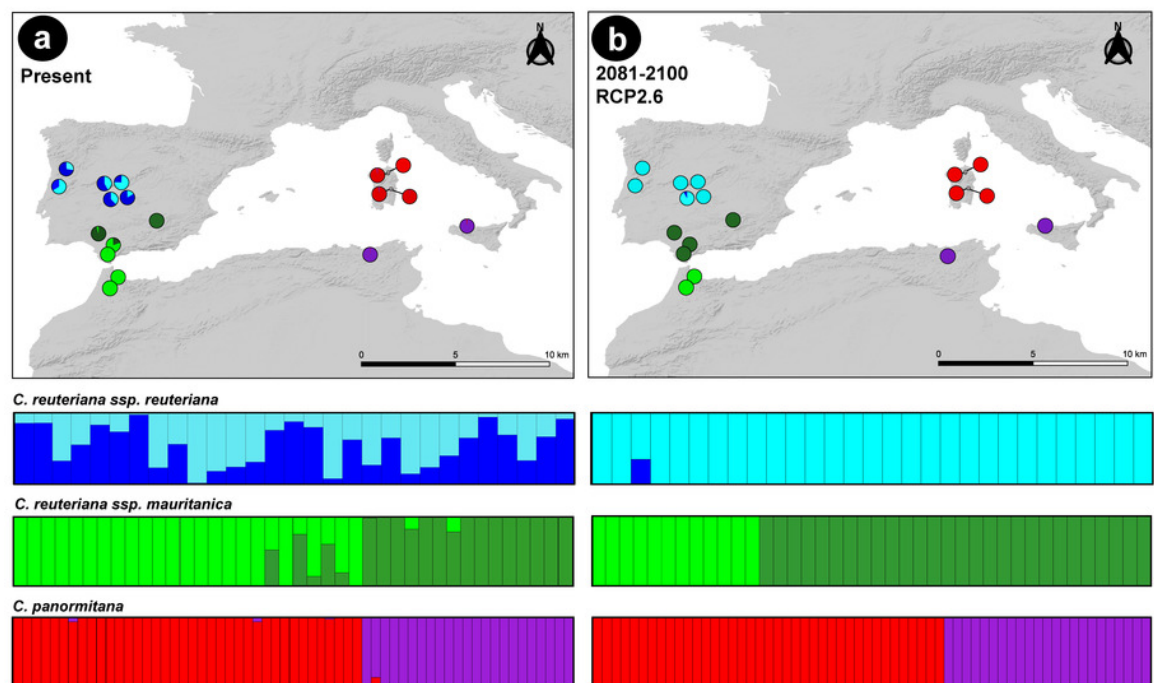 a
Present
N
0 5 10 km
b
2081-2100
RCP2.6
N
0 5 10 km
C. reuteriana ssp. reuteriana
C. reuteriana ssp. mauritanica
C. panormitana